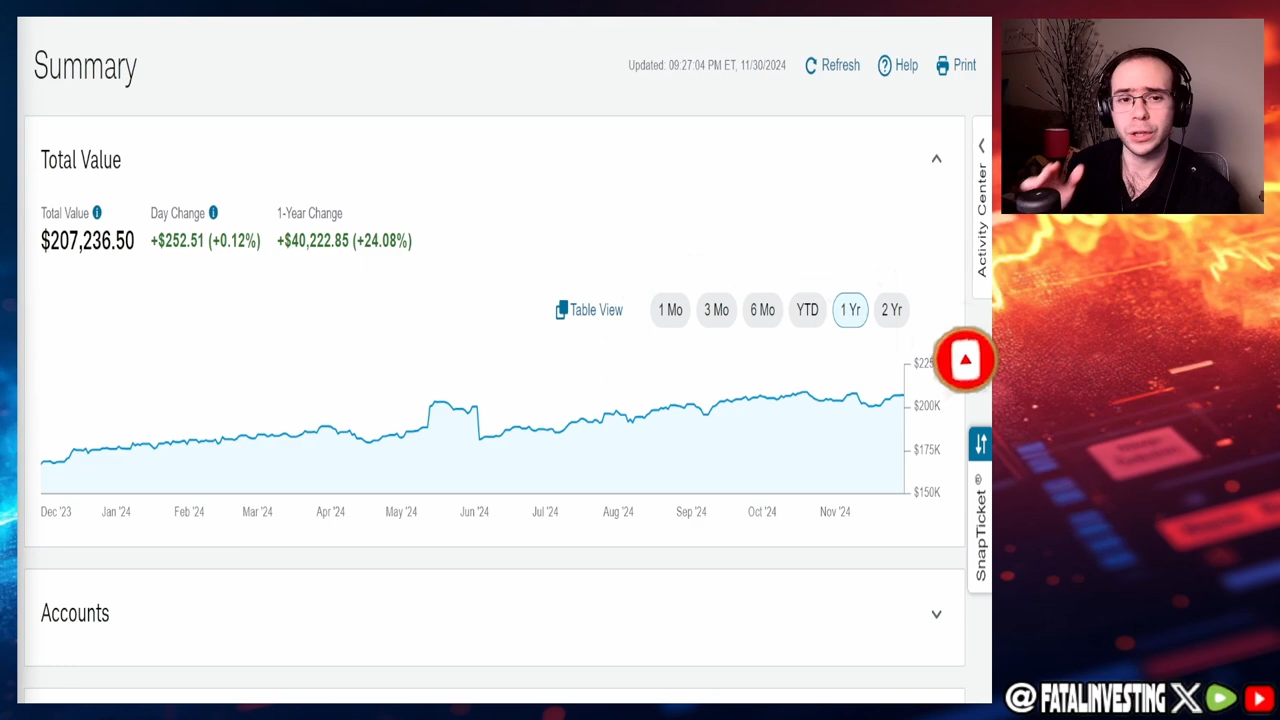 Summary
Updated: 09:27:04 PM ET, 11/30/2024
Refresh
Help
Print
Total Value
Total Value
Day Change
1-Year Change
$207,236.50
+$252.51 (+0.12%)
+$40,222.85 (+24.08%)
Activity Center
Table View
1 Mo
3 Mo
6 Mo
YTD
1 Yr
2 Yr
$200K
$175K
$150K
Dec '23
Jan '24
Feb '24
Mar '24
Apr '24
May '24
Jun '24
Jul '24
Aug '24
Sep '24
Oct '24
Nov '24
SnapTicket ®
Accounts
@FATALINVESTING